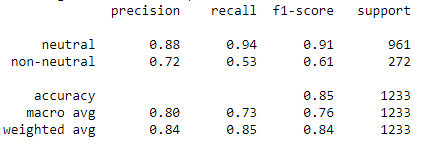 precision recall f1-score support
neutral 0.88 0.94 0.91 961
non-neutral 0.72 0.53 0.61 272
accuracy 0.85 1233
macro avg 0.80 0.73 0.76 1233
weighted avg 0.84 0.85 0.84 1233